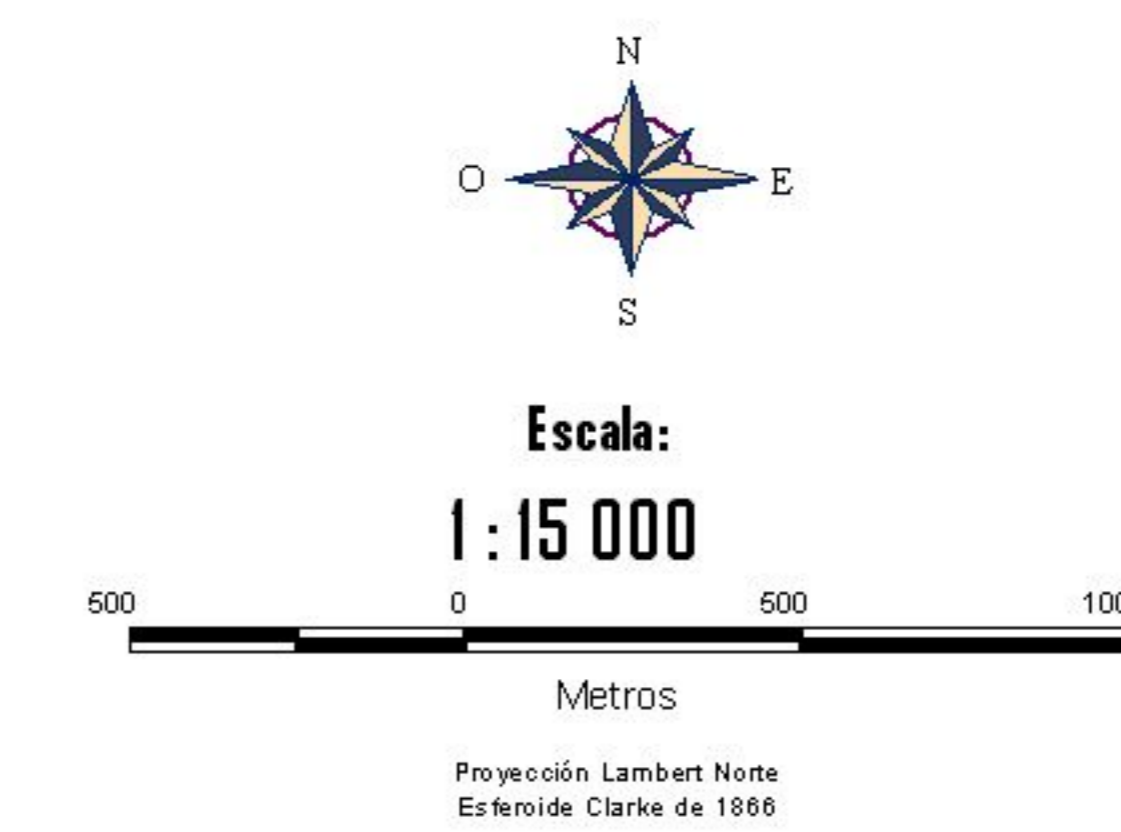 N
O E
S
Escala:
1 : 15 000
500 0 500
Metros
Proyección Lambert Norte
Esferoide Clarke de 1866